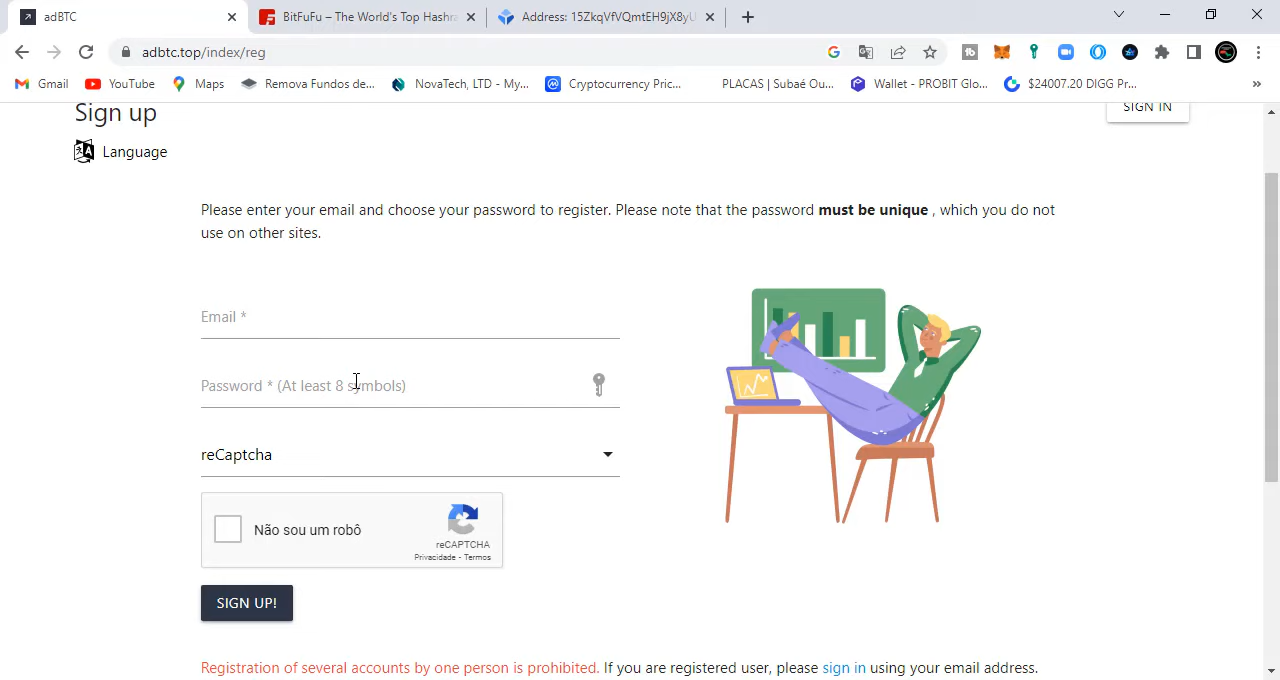 adBTC
BitFuFu – The World's Top Hashra
Address: 15ZkqVfVQmtEH9jX8yU
adbtc.top/index/reg
Gmail
YouTube
Maps
Remove Fundos de...
NovaTech, LTD - My...
Cryptocurrency Pric...
PLACAS | Subaé Ou...
Wallet - PROBIT Glo...
$24007.20 DIGG Pr...
»
Sign up
SIGN IN
Language
Please enter your email and choose your password to register. Please note that the password must be unique , which you do not
use on other sites.
Email *
Password * (At least 8 symbols)
reCaptcha
Não sou um robô
reCAPTCHA
Privacidade - Termos
SIGN UP!
Registration of several accounts by one person is prohibited. If you are registered user, please sign in using your email address.